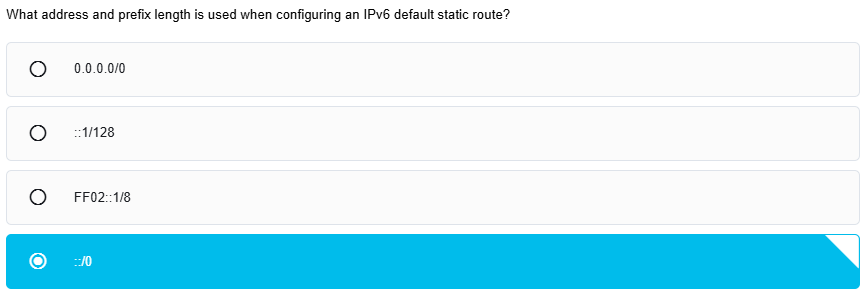 What address and prefix length is used when configuring an IPv6 default static route?
0.0.0.0/0
::1/128
FF02::1/8
::/0